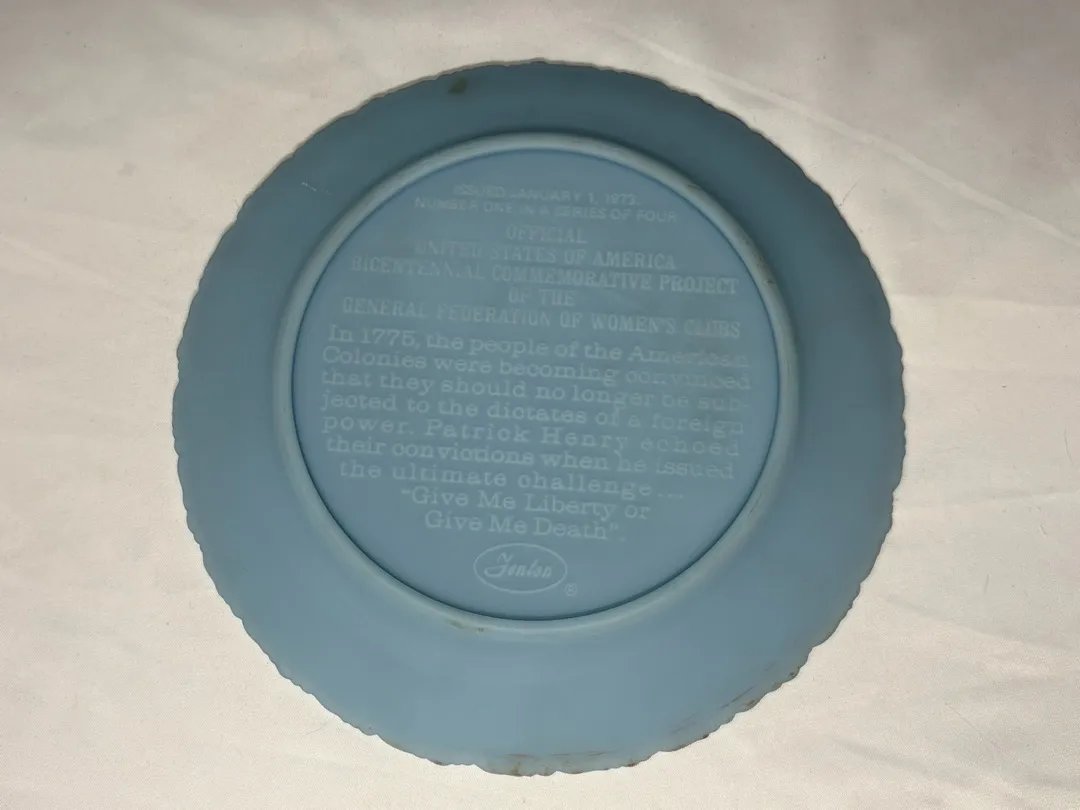 ISSUED JANUARY 1, 1973.
NUMBER ONE IN A SERIES OF FOUR
OFFICIAL
UNITED STATES OF AMERICA
BICENTENNIAL COMMEMORATIVE PROJECT
OF THE
GENERAL FEDERATION OF WOMEN'S CLUBS
In 1775, the people of the American
Colonies were becoming convinced
that they should no longer be sub-
jected to the dictates of a foreign
power. Patrick Henry echoed
their convictions when he issued
the ultimate challenge...
"Give Me Liberty or
Give Me Death".
Fenton
®